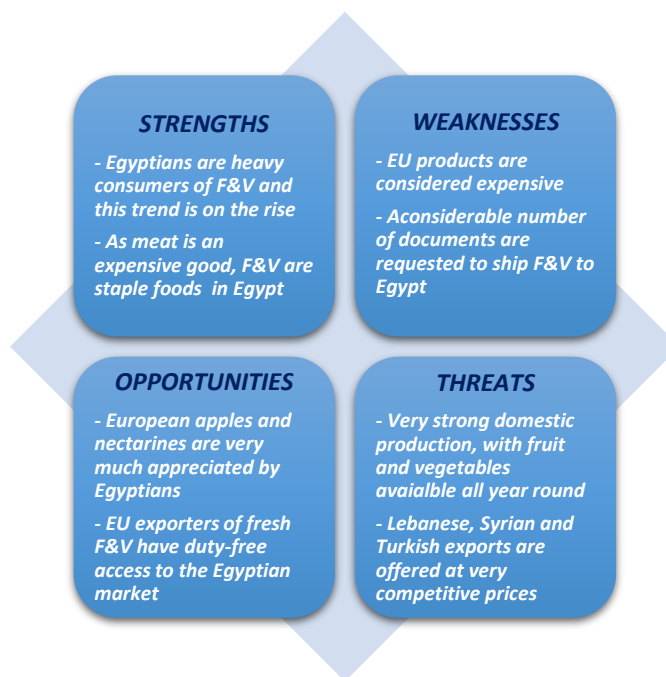 STRENGTHS
- Egyptians are heavy
consumers of F&V and
this trend is on the rise
- As meat is an
expensive good, F&V are
staple foods in Egypt
WEAKNESSES
- EU products are
considered expensive
- Aconsiderable number
of documents are
requested to ship F&V to
Egypt
OPPORTUNITIES
- European apples and
nectarines are very
much appreciated by
Egyptians
- EU exporters of fresh
F&V have duty-free
access to the Egyptian
market
THREATS
- Very strong domestic
production, with fruit
and vegetables
avaialble all year round
- Lebanese, Syrian and
Turkish exports are
offered at very
competitive prices